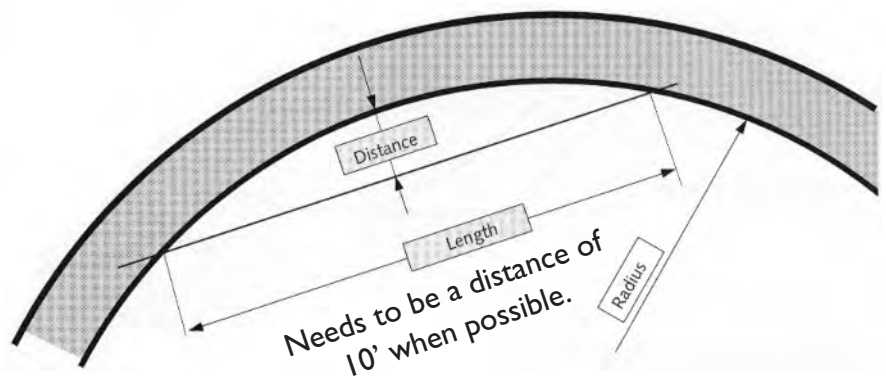 Distance
Length
Needs to be a distance of
10’ when possible.
Radius